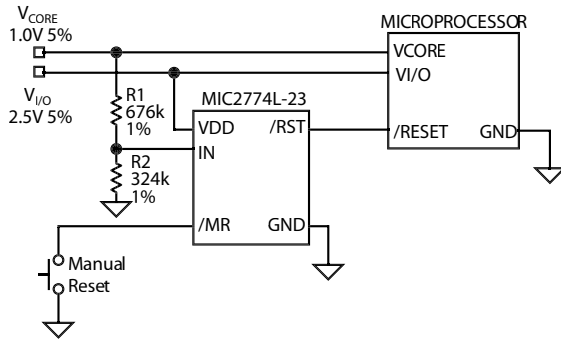 VCORE
1.0V 5%
VI/O
2.5V 5%
R1
676k
1%
R2
324k
1%
MIC2774L-23
VDD
/RST
IN
/MR
GND
Manual
Reset
MICROPROCESSOR
VCORE
VI/O
/RESET
GND